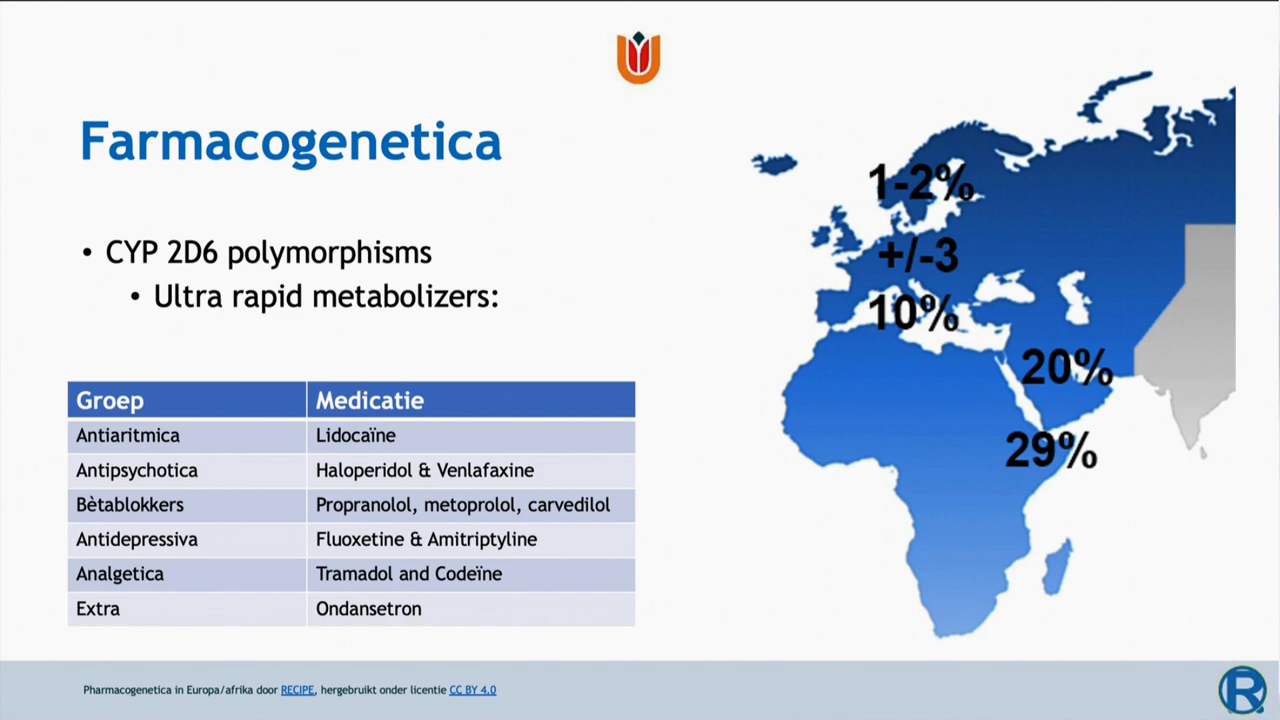 Farmacogenetica
• CYP 2D6 polymorphisms
• Ultra rapid metabolizers:
Groep Medicatie
Antiaritmica Lidocaïne
Antipsychotica Haloperidol & Venlafaxine
Bètablokkers Propranolol, metoprolol, carvedilol
Antidepressiva Fluoxetine & Amitriptyline
Analgetica Tramadol and Codeïne
Extra Ondansetron
1-2%
+/-3
10%
20%
29%
Pharmacogenetica in Europa/afrika door RECIPE, hergebruikt onder licentie CC BY 4.0
R